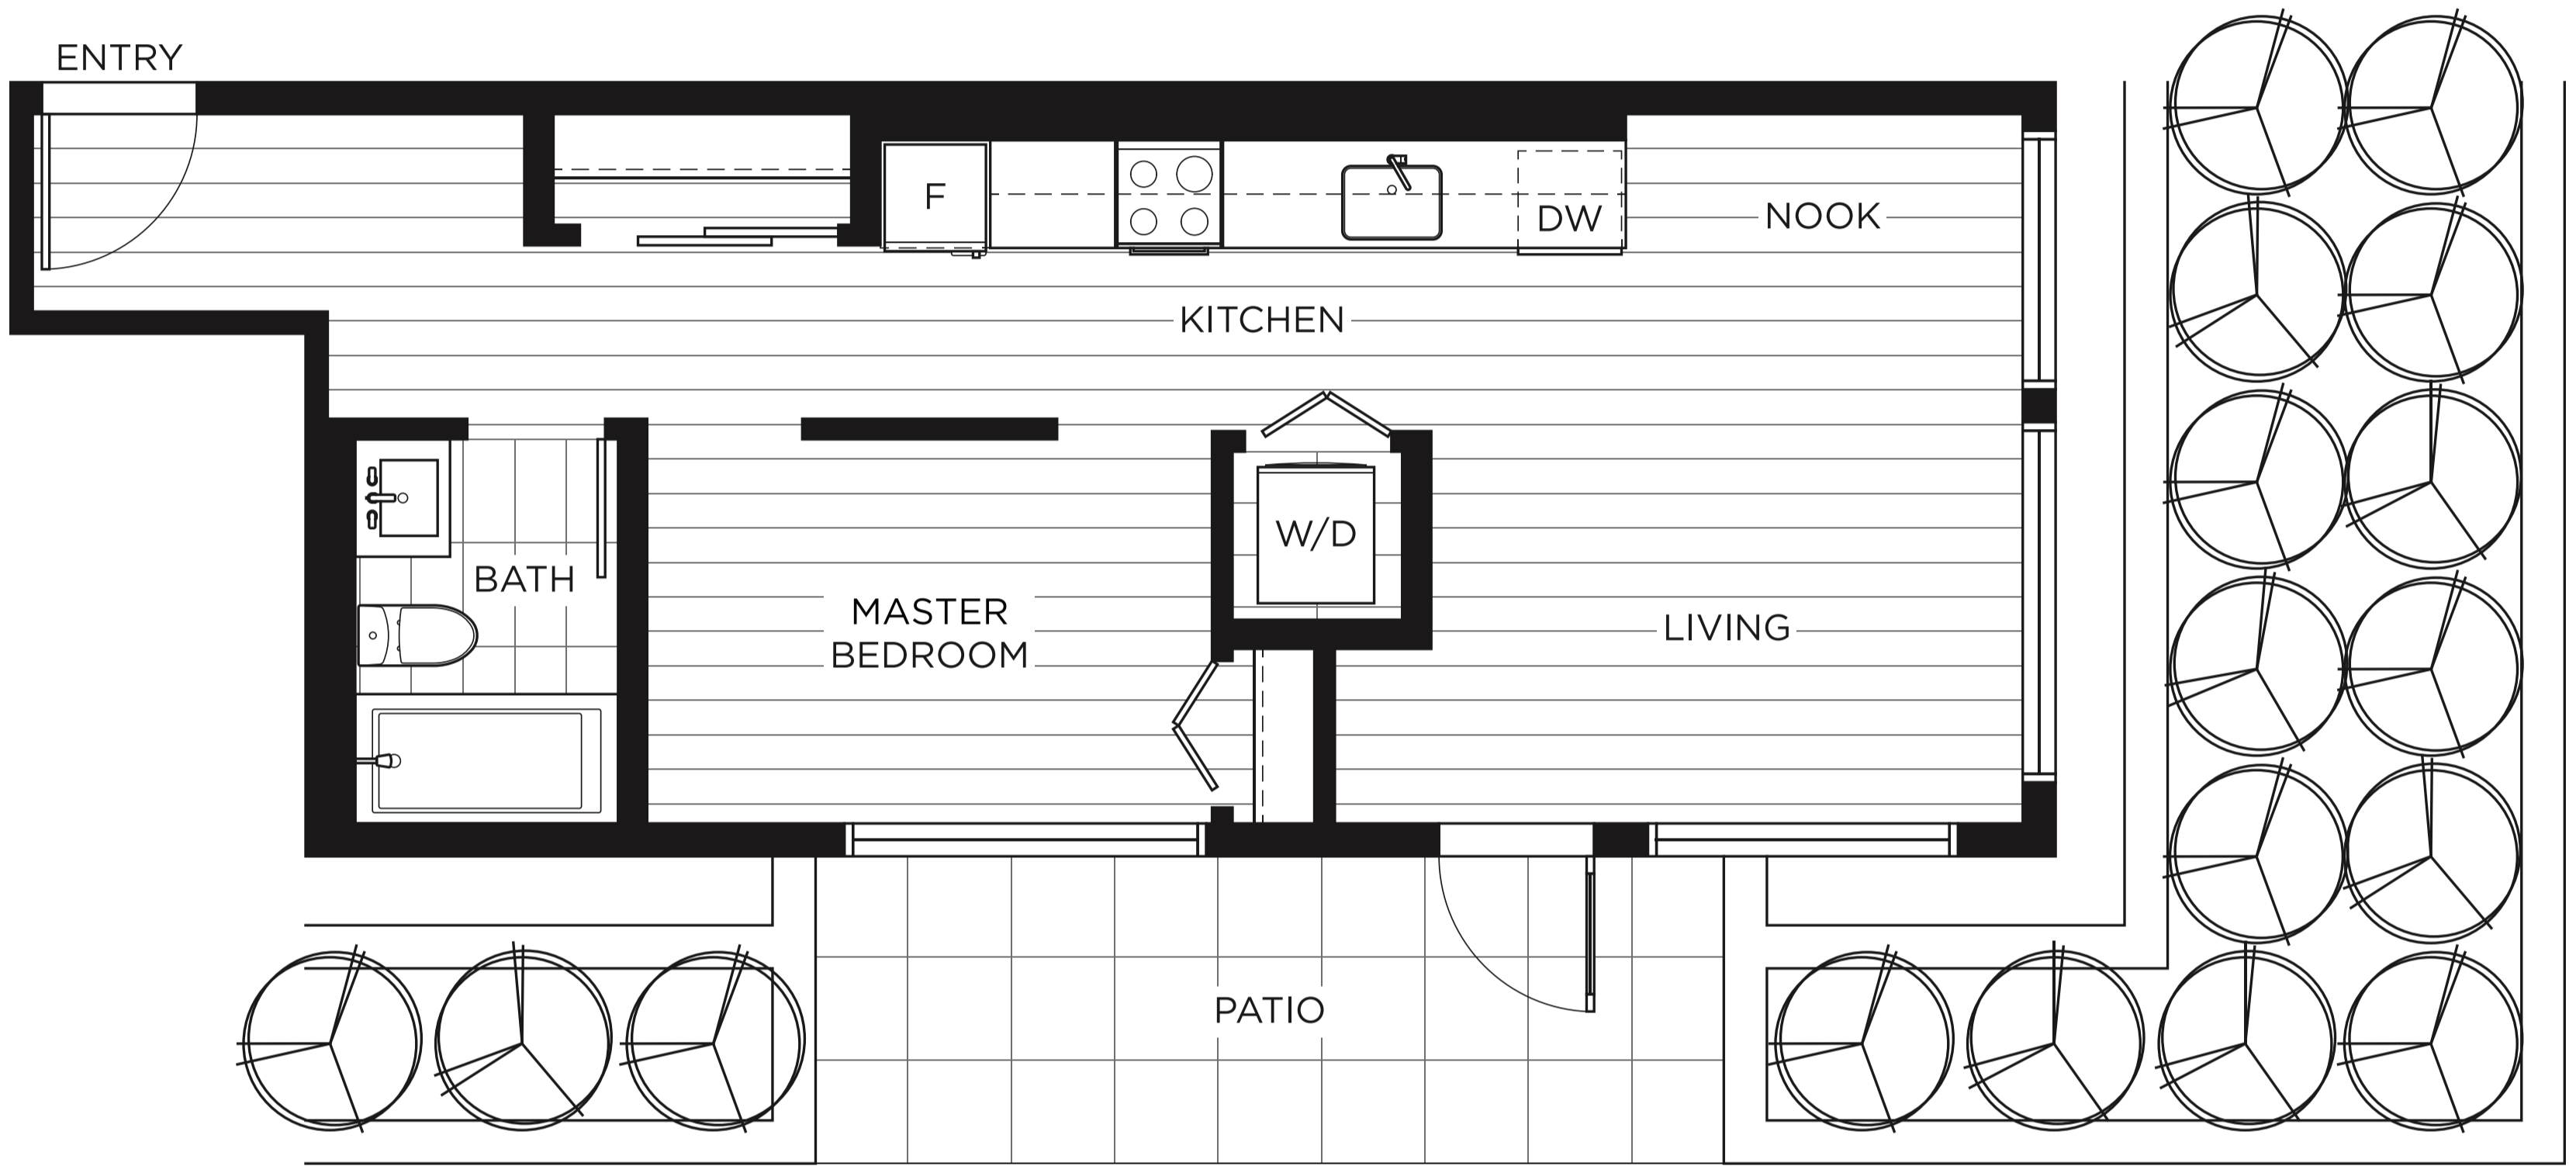 ENTRY
F
DW
NOOK
KITCHEN
W/D
BATH
MASTER
BEDROOM
LIVING
PATIO